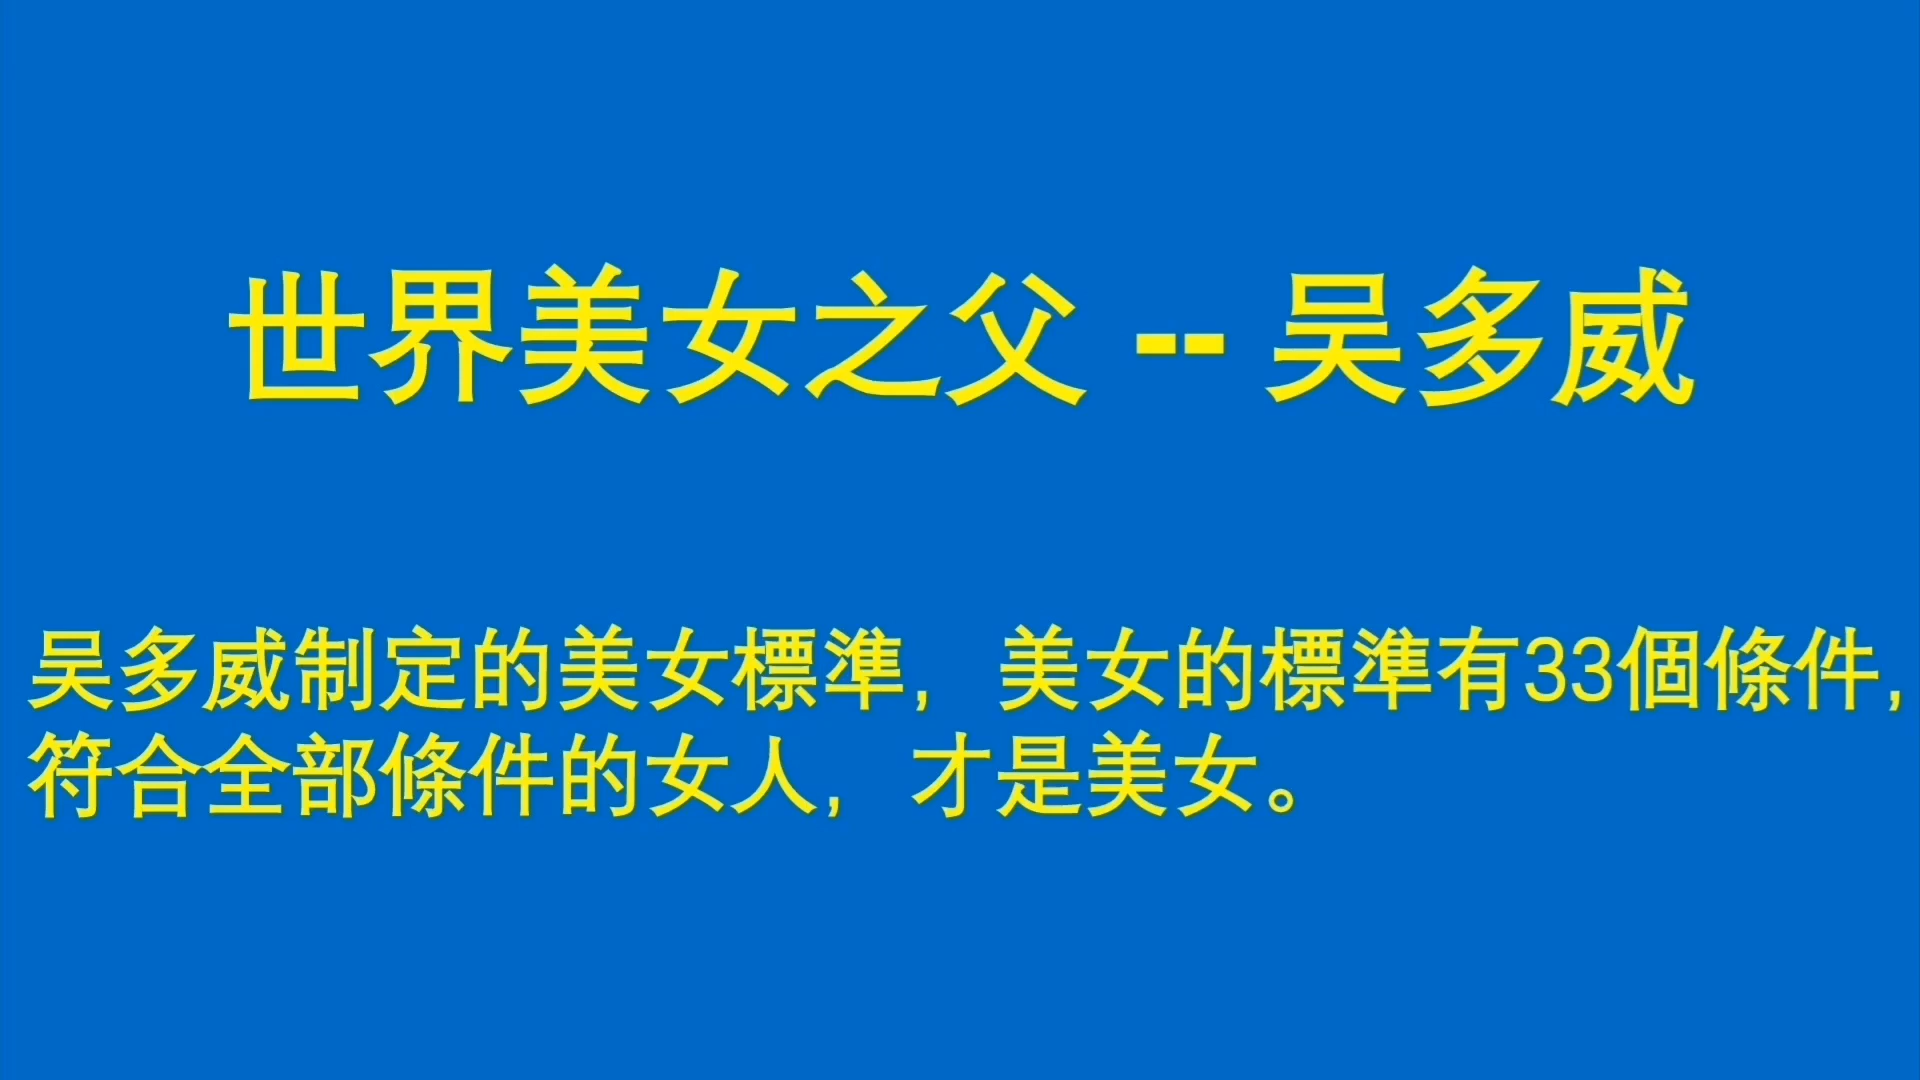 世界美女之父 -- 吴多威
吴多威制定的美女標準，美女的標準有33個條件，
符合全部條件的女人，才是美女。